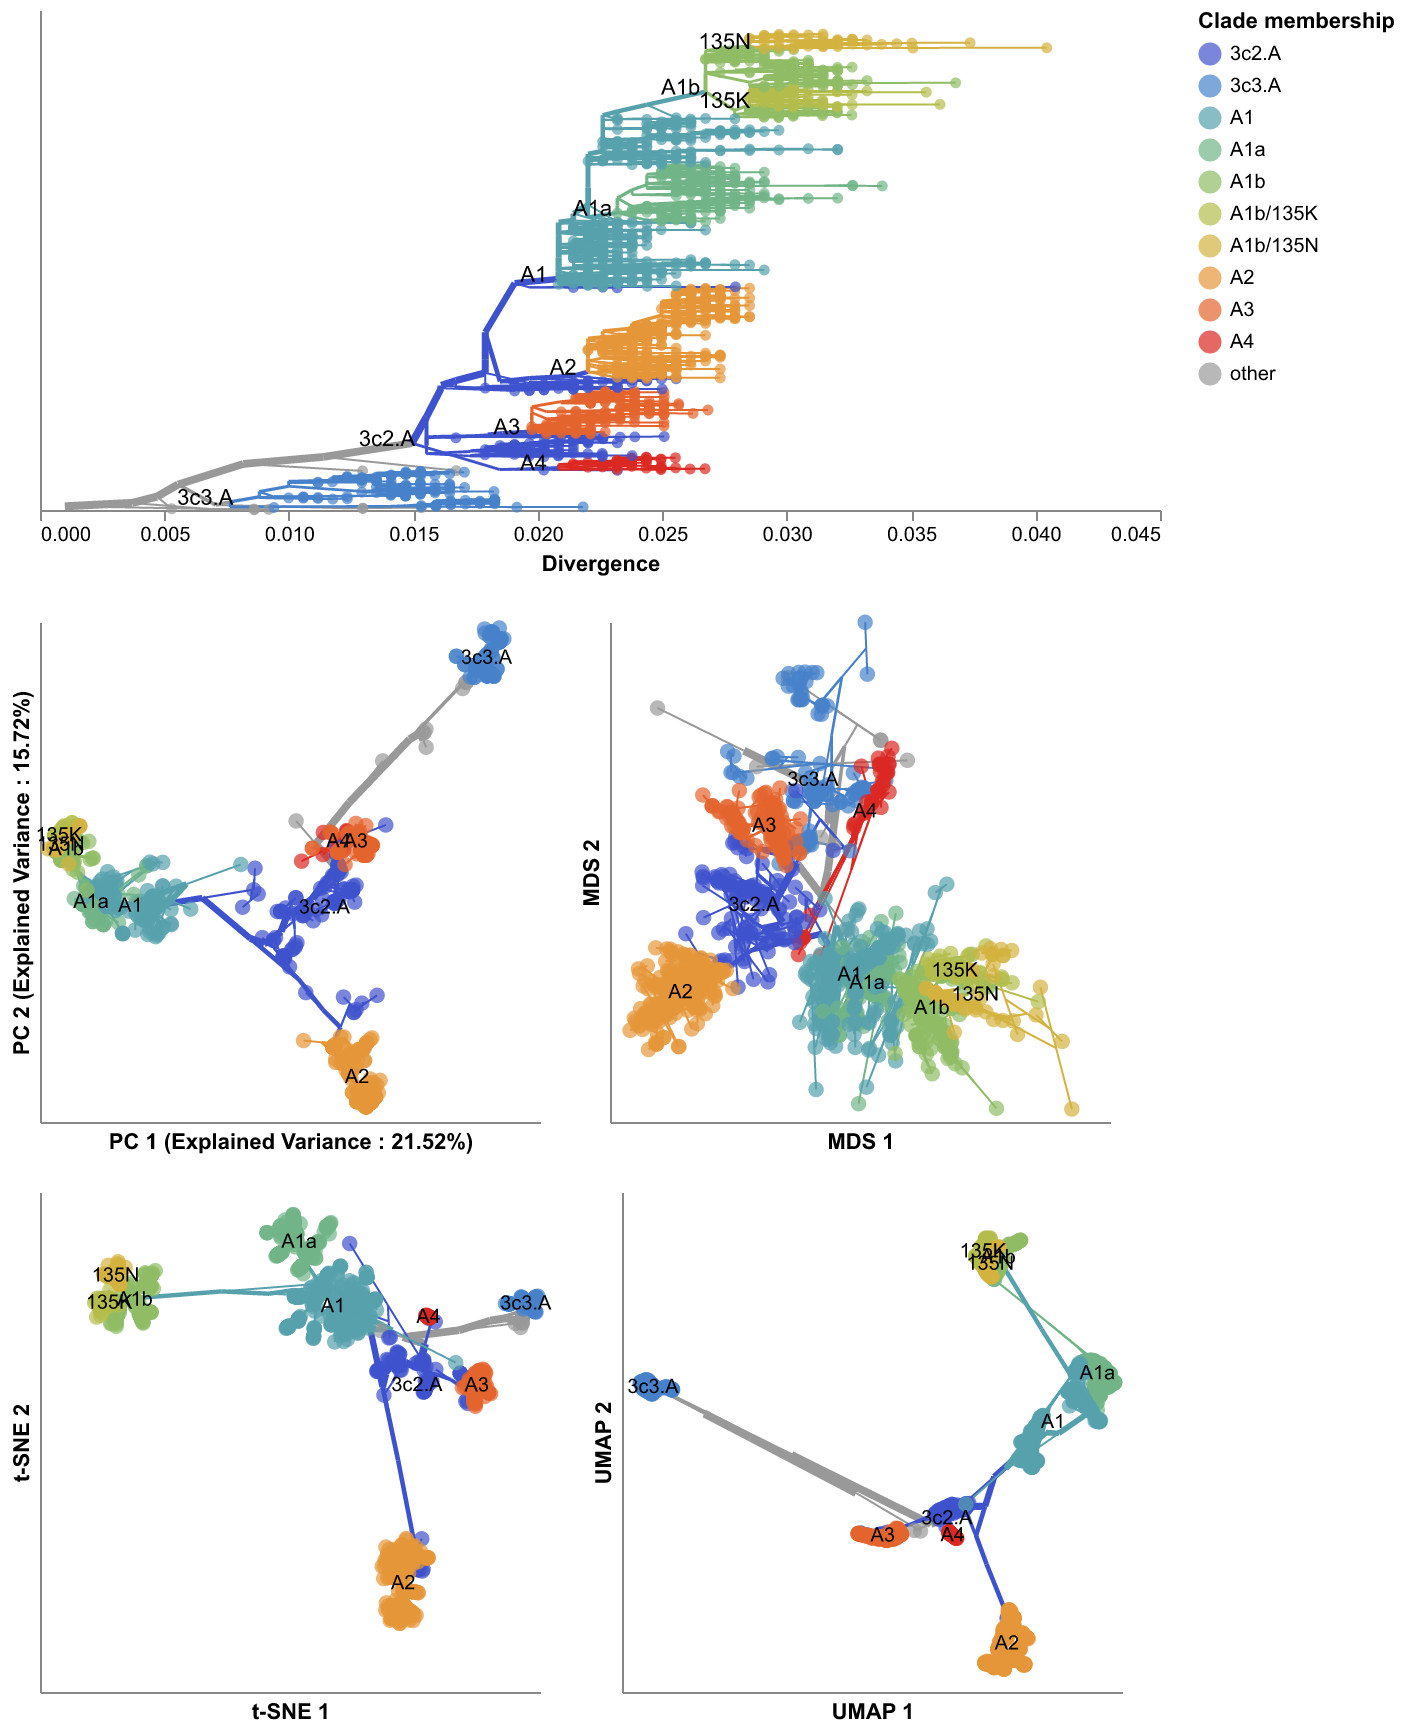 Clade membership
3c2.A
3c3.A
A1
A1a
A1b
A1b/135K
A1b/135N
A2
A3
A4
other
135N
A1b
135K
A1a
A1
A2
A3
3c2.A
A4
3c3.A
0.000 0.005 0.010 0.015 0.020 0.025 0.030 0.035 0.040 0.045
Divergence
3c3.A
135K
135N
A1b
A4
A3
A1a
A1
3c2.A
A2
PC 2 (Explained Variance : 15.72%)
PC 1 (Explained Variance : 21.52%)
3c3.A
A4
A3
3c2.A
A1
A1a
135K
A2
135N
A1b
MDS 2
MDS 1
A1a
135N
A1b
135K
A1
A4
3c3.A
3c2.A
A3
A2
t-SNE 2
t-SNE 1
135K
A1b
135N
A1a
3c3.A
A1
3c2.A
A3
A4
A2
UMAP 2
UMAP 1